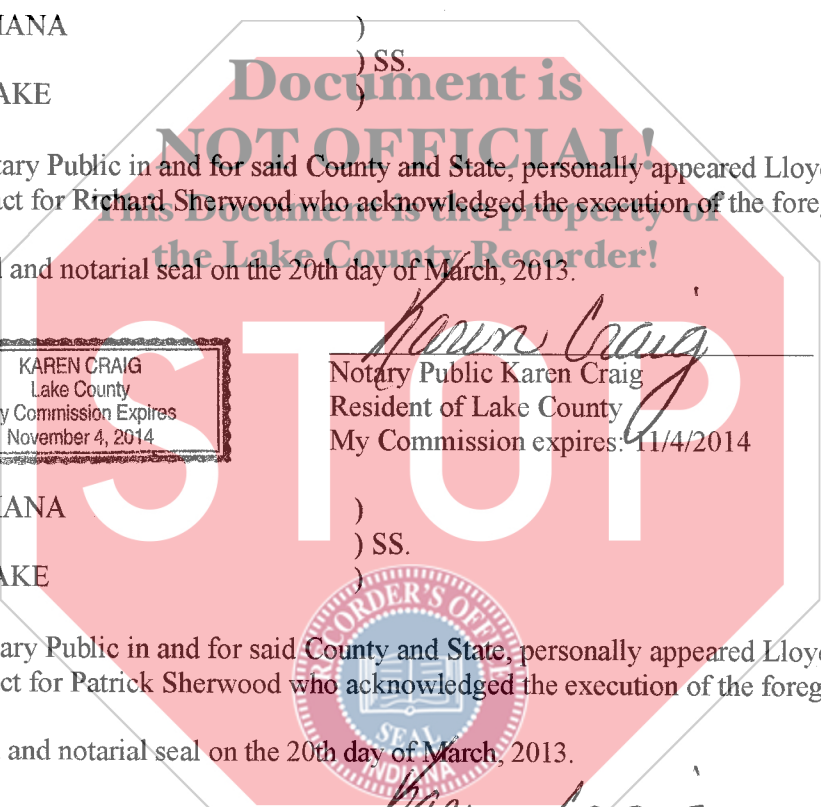 IANA )
) SS.
AKE )
Document is
NOT OFFICIAL!
This Document is the property of
the Lake County Recorder!
tary Public in and for said County and State, personally appeared Lloy
act for Richard Sherwood who acknowledged the execution of the fore
l and notarial seal on the 20th day of March, 2013.
Karen Craig
KAREN CRAIG
Lake County
y Commission Expires
November 4, 2014
Notary Public Karen Craig
Resident of Lake County
My Commission expires: 11/4/2014
STOP
IANA )
) SS.
AKE )
RECORDER'S OFFICE
SEAL
INDIANA
ary Public in and for said County and State, personally appeared Lloy
ct for Patrick Sherwood who acknowledged the execution of the foreg
and notarial seal on the 20th day of March, 2013.